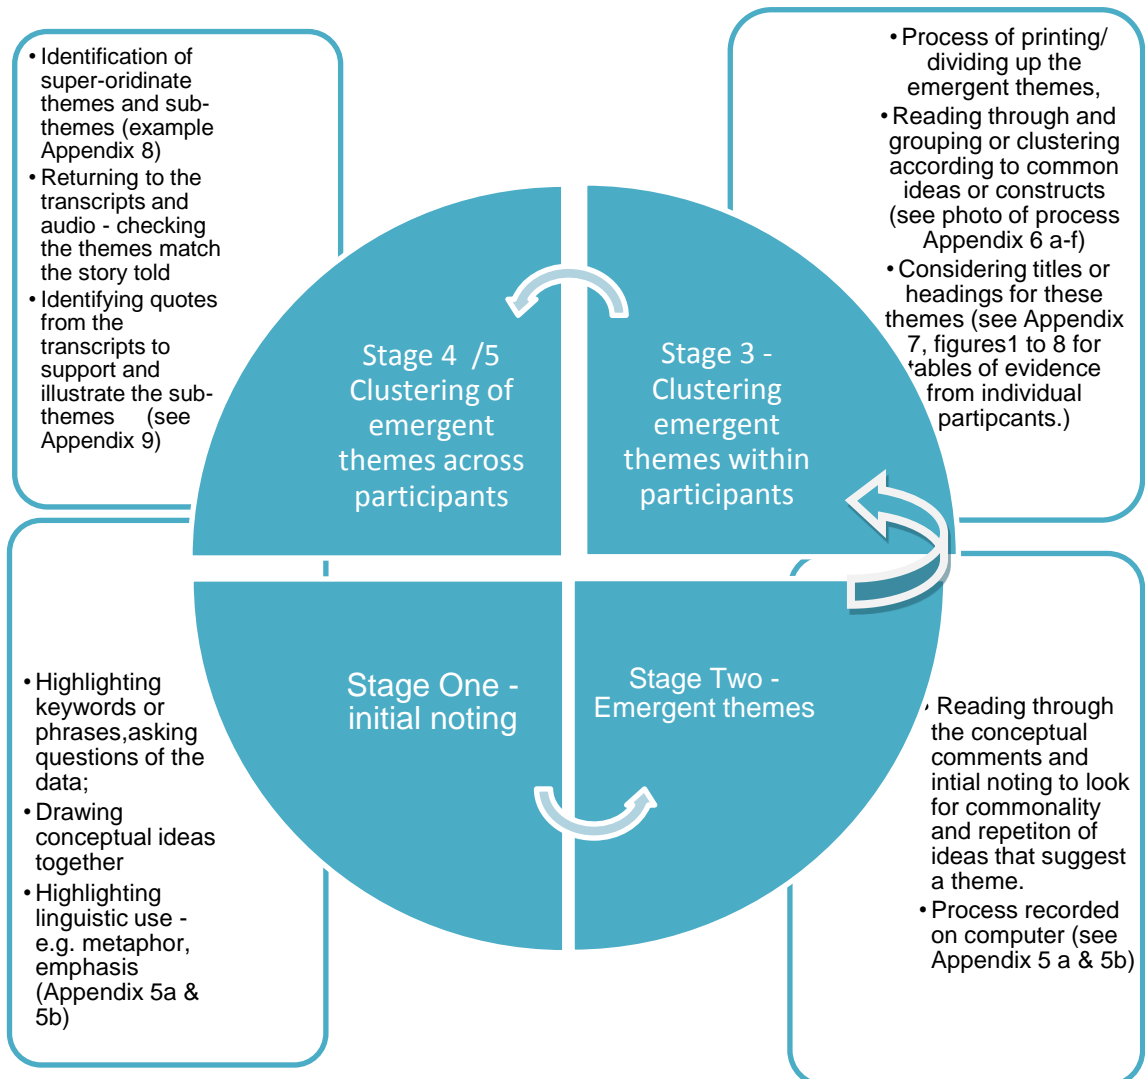 • Identification of
super-oridinate
themes and sub-
themes (example
Appendix 8)
• Returning to the
transcripts and
audio - checking
the themes match
the story told
• Identifying quotes
from the
transcripts to
support and
illustrate the sub-
themes (see
Appendix 9)
• Process of printing/
dividing up the
emergent themes,
• Reading through and
grouping or clustering
according to common
ideas or constructs
(see photo of process
Appendix 6 a-f)
• Considering titles or
headings for these
themes (see Appendix
7, figures1 to 8 for
tables of evidence
from individual
partipcants.)
Stage 4 /5
Clustering of
emergent
themes across
participants
Stage 3 -
Clustering
emergent
themes within
participants
Stage One -
initial noting
Stage Two -
Emergent themes
• Highlighting
keywords or
phrases,asking
questions of the
data;
• Drawing
conceptual ideas
together
• Highlighting
linguistic use -
e.g. metaphor,
emphasis
(Appendix 5a &
5b)
• Reading through
the conceptual
comments and
intial noting to look
for commonality
and repetiton of
ideas that suggest
a theme.
• Process recorded
on computer (see
Appendix 5 a & 5b)